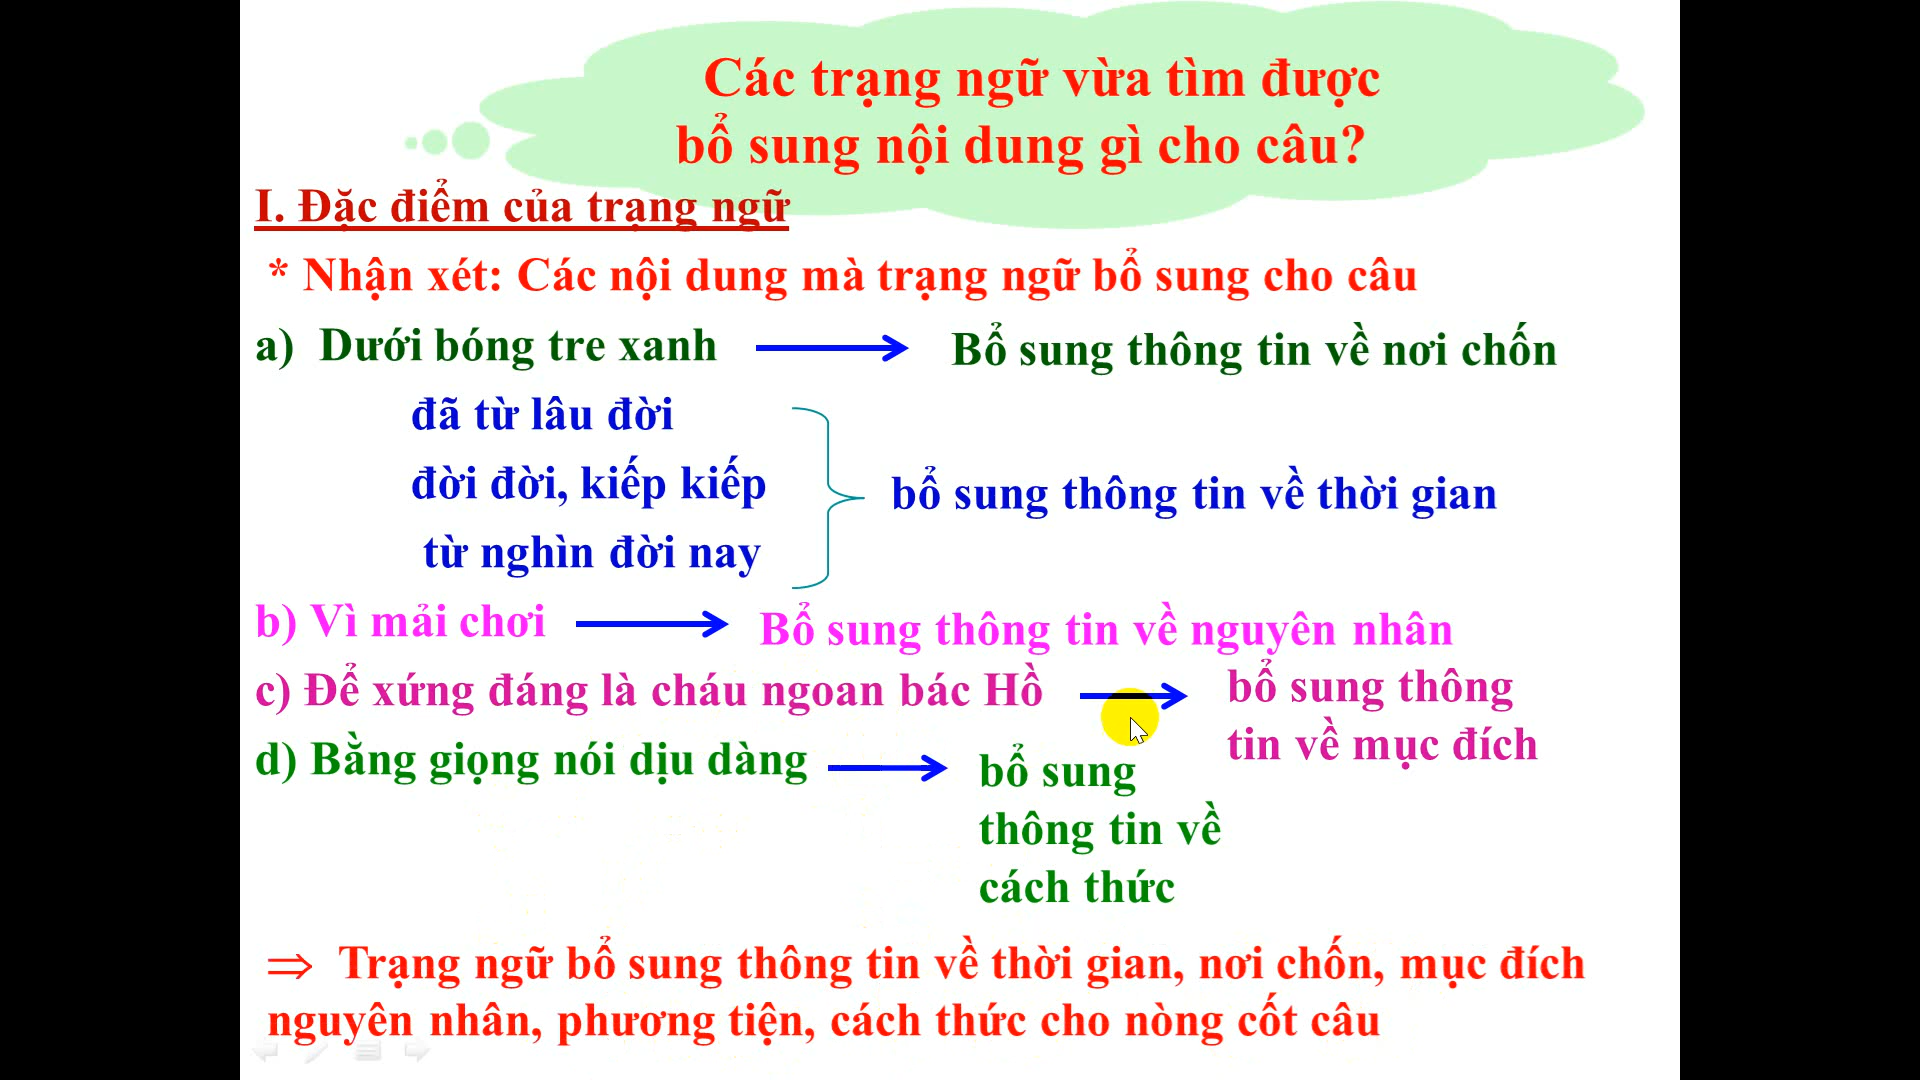 Các trạng ngữ vừa tìm được
bổ sung nội dung gì cho câu?
I. Đặc điểm của trạng ngữ
* Nhận xét: Các nội dung mà trạng ngữ bổ sung cho câu
a) Dưới bóng tre xanh
Bổ sung thông tin về nơi chốn
đã từ lâu đời
đời đời, kiếp kiếp
từ nghìn đời nay
bổ sung thông tin về thời gian
b) Vì mải chơi
Bổ sung thông tin về nguyên nhân
c) Để xứng đáng là cháu ngoan bác Hồ
bổ sung thông
tin về mục đích
d) Bằng giọng nói dịu dàng
bổ sung
thông tin về
cách thức
⇒ Trạng ngữ bổ sung thông tin về thời gian, nơi chốn, mục đích
nguyên nhân, phương tiện, cách thức cho nòng cốt câu